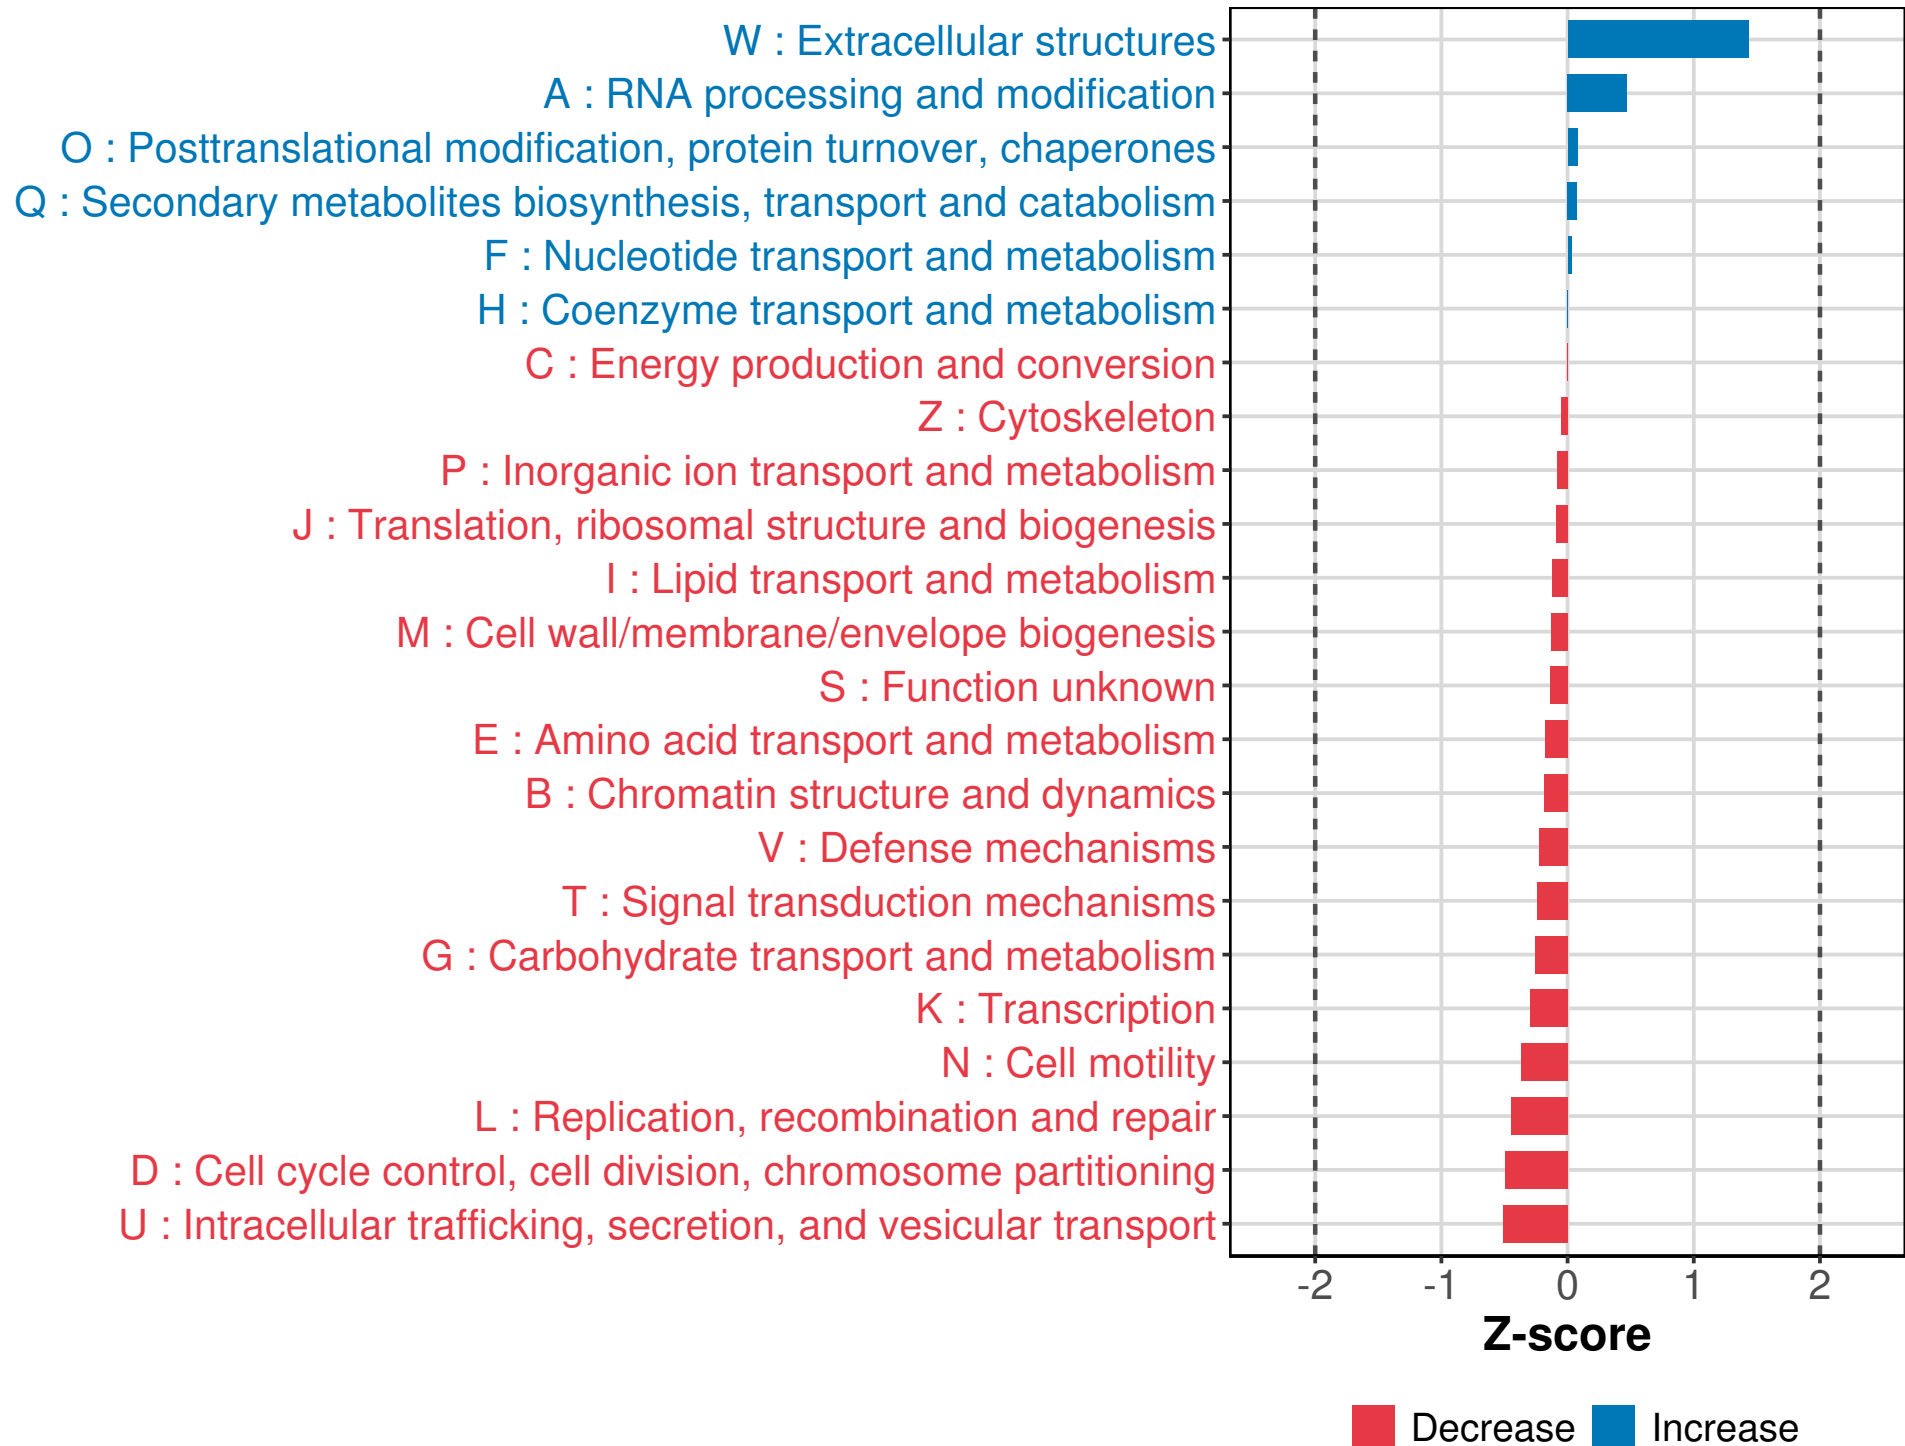 W : Extracellular structures
A : RNA processing and modification
O : Posttranslational modification, protein turnover, chaperones
Q : Secondary metabolites biosynthesis, transport and catabolism
F : Nucleotide transport and metabolism
H : Coenzyme transport and metabolism
C : Energy production and conversion
Z : Cytoskeleton
P : Inorganic ion transport and metabolism
J : Translation, ribosomal structure and biogenesis
I : Lipid transport and metabolism
M : Cell wall/membrane/envelope biogenesis
S : Function unknown
E : Amino acid transport and metabolism
B : Chromatin structure and dynamics
V : Defense mechanisms
T : Signal transduction mechanisms
G : Carbohydrate transport and metabolism
K : Transcription
N : Cell motility
L : Replication, recombination and repair
D : Cell cycle control, cell division, chromosome partitioning
U : Intracellular trafficking, secretion, and vesicular transport
-2 -1 0 1 2
Z-score
Decrease Increase